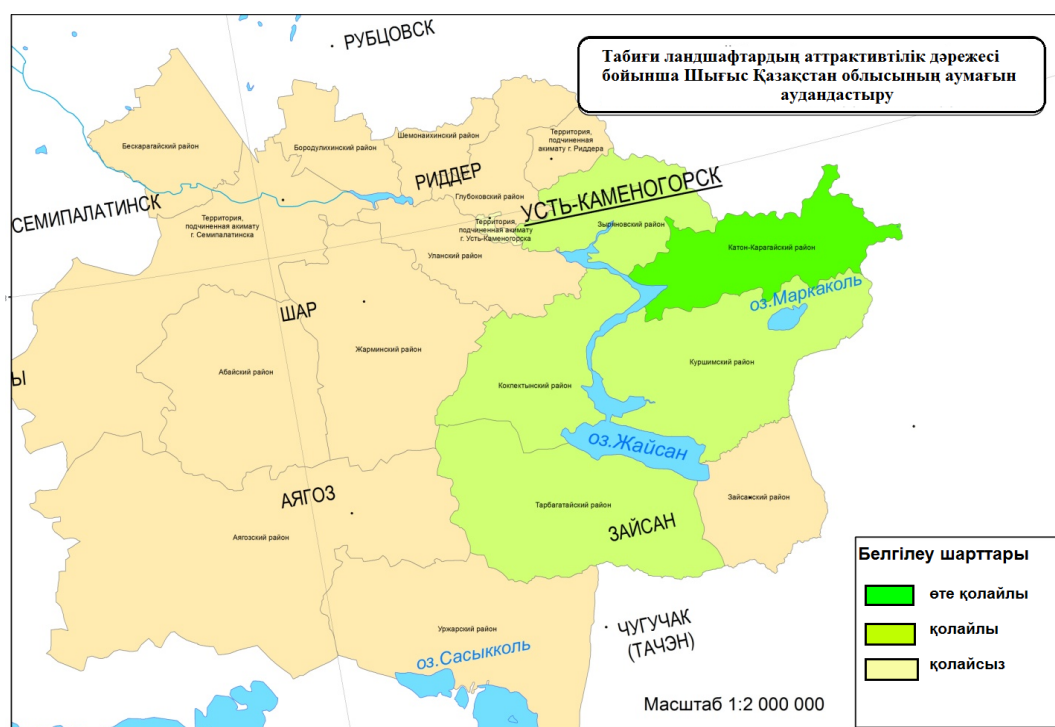 РУБЦОВСК
Табиғи ландшафтардың аттрактивтілік дәрежесі
бойынша Шығыс Қазақстан облысының аумағын
аудандастыру
Бескарагайский район
Бородулихинский район
Шемонаихинский район
Территория,
подчиненная
акимату г. Риддера
РИДДЕР
Глубоковский район
УСТЬ-КАМЕНОГОРСК
СЕМИПАЛАТИНСК
Территория,
подчиненная акимату
г. Семипалатинска
Территория,
подчиненная акимату
г. Усть-Каменогорска
Зыряновский район
Катон-Карагайский район
Уланский район
оз.Маркаколь
ШАР
Жарминский район
Абайский район
Ы
Курчимский район
Кокпектынский район
оз.Жайсан
АЯГОЗ
Тарбагатайский район
Зайсанский район
ЗАЙСАН
Аягозский район
Уржарский район
оз.Сасыкколь
ЧУГУЧАК
(ТАЧЭН)
Масштаб 1:2 000 000
Белгілеу шарттары
өте қолайлы
қолайлы
қолайсыз